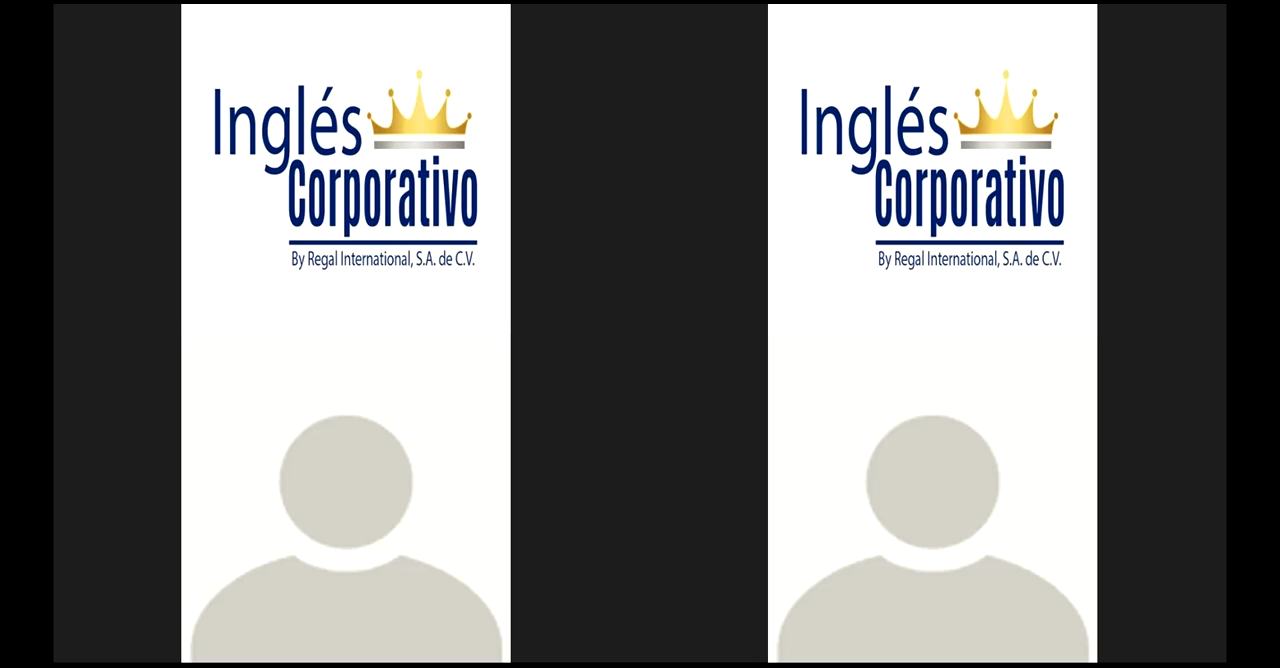 Inglés
Corporativo
By Regal International, S.A. de C.V.
Inglés
Corporativo
By Regal International, S.A. de C.V.